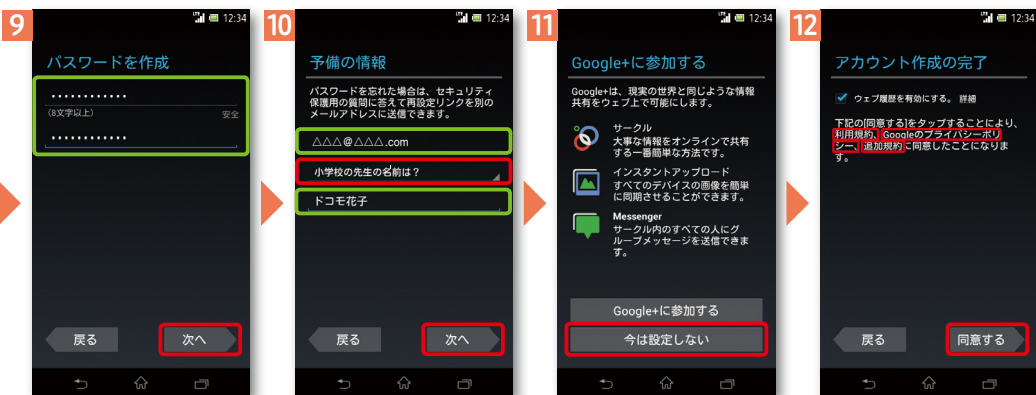 9
LTE 12:34
パスワードを作成
••••••••••••
(8文字以上)
安全
••••••••••••
戻る
次へ
10
LTE 12:34
予備の情報
パスワードを忘れた場合は、セキュリティ
保護用の質問に答えて再設定リンクを別の
メールアドレスに送信できます。
△△△@△△△.com
小学校の先生の名前は？
ドコモ花子
戻る
次へ
11
LTE 12:34
Google+に参加する
Google+は、現実の世界と同じような情報
共有をウェブ上で可能にします。
サークル
大事な情報をオンラインで共有
する一番簡単な方法です。
インスタントアップロード
すべてのデバイスの画像を簡単
に同期させることができます。
Messenger
サークル内のすべての人にグ
ループメッセージを送信できま
す。
Google+に参加する
今は設定しない
12
LTE 12:34
アカウント作成の完了
ウェブ履歴を有効にする。 詳細
下記の[同意する]をタップすることにより、
利用規約、Googleのプライバシーポリ
シー、追加規約に同意したことになりま
す。
戻る
同意する